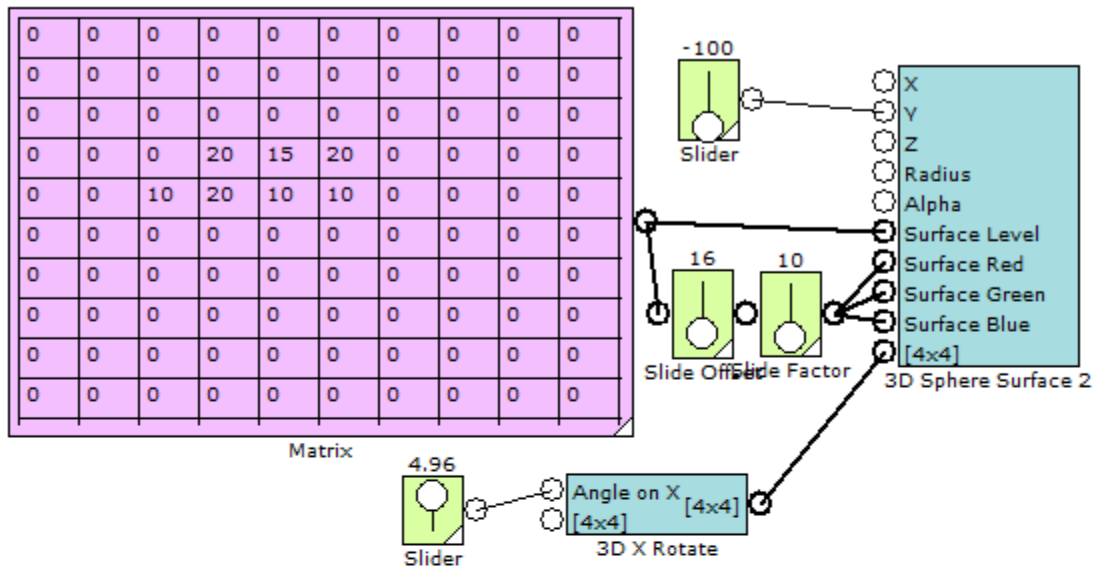 0 0 0 0 0 0 0 0 0 0
0 0 0 0 0 0 0 0 0 0
0 0 0 0 0 0 0 0 0 0
0 0 0 20 15 20 0 0 0 0
0 0 10 20 10 10 0 0 0 0
0 0 0 0 0 0 0 0 0 0
0 0 0 0 0 0 0 0 0 0
0 0 0 0 0 0 0 0 0 0
0 0 0 0 0 0 0 0 0 0
0 0 0 0 0 0 0 0 0 0
Matrix
-100
Slider
16
Slide Offset
10
Slide Factor
X
Y
Z
Radius
Alpha
Surface Level
Surface Red
Surface Green
Surface Blue
[4x4]
3D Sphere Surface 2
4.96
Slider
Angle on X
[4x4]
[4x4]
3D X Rotate